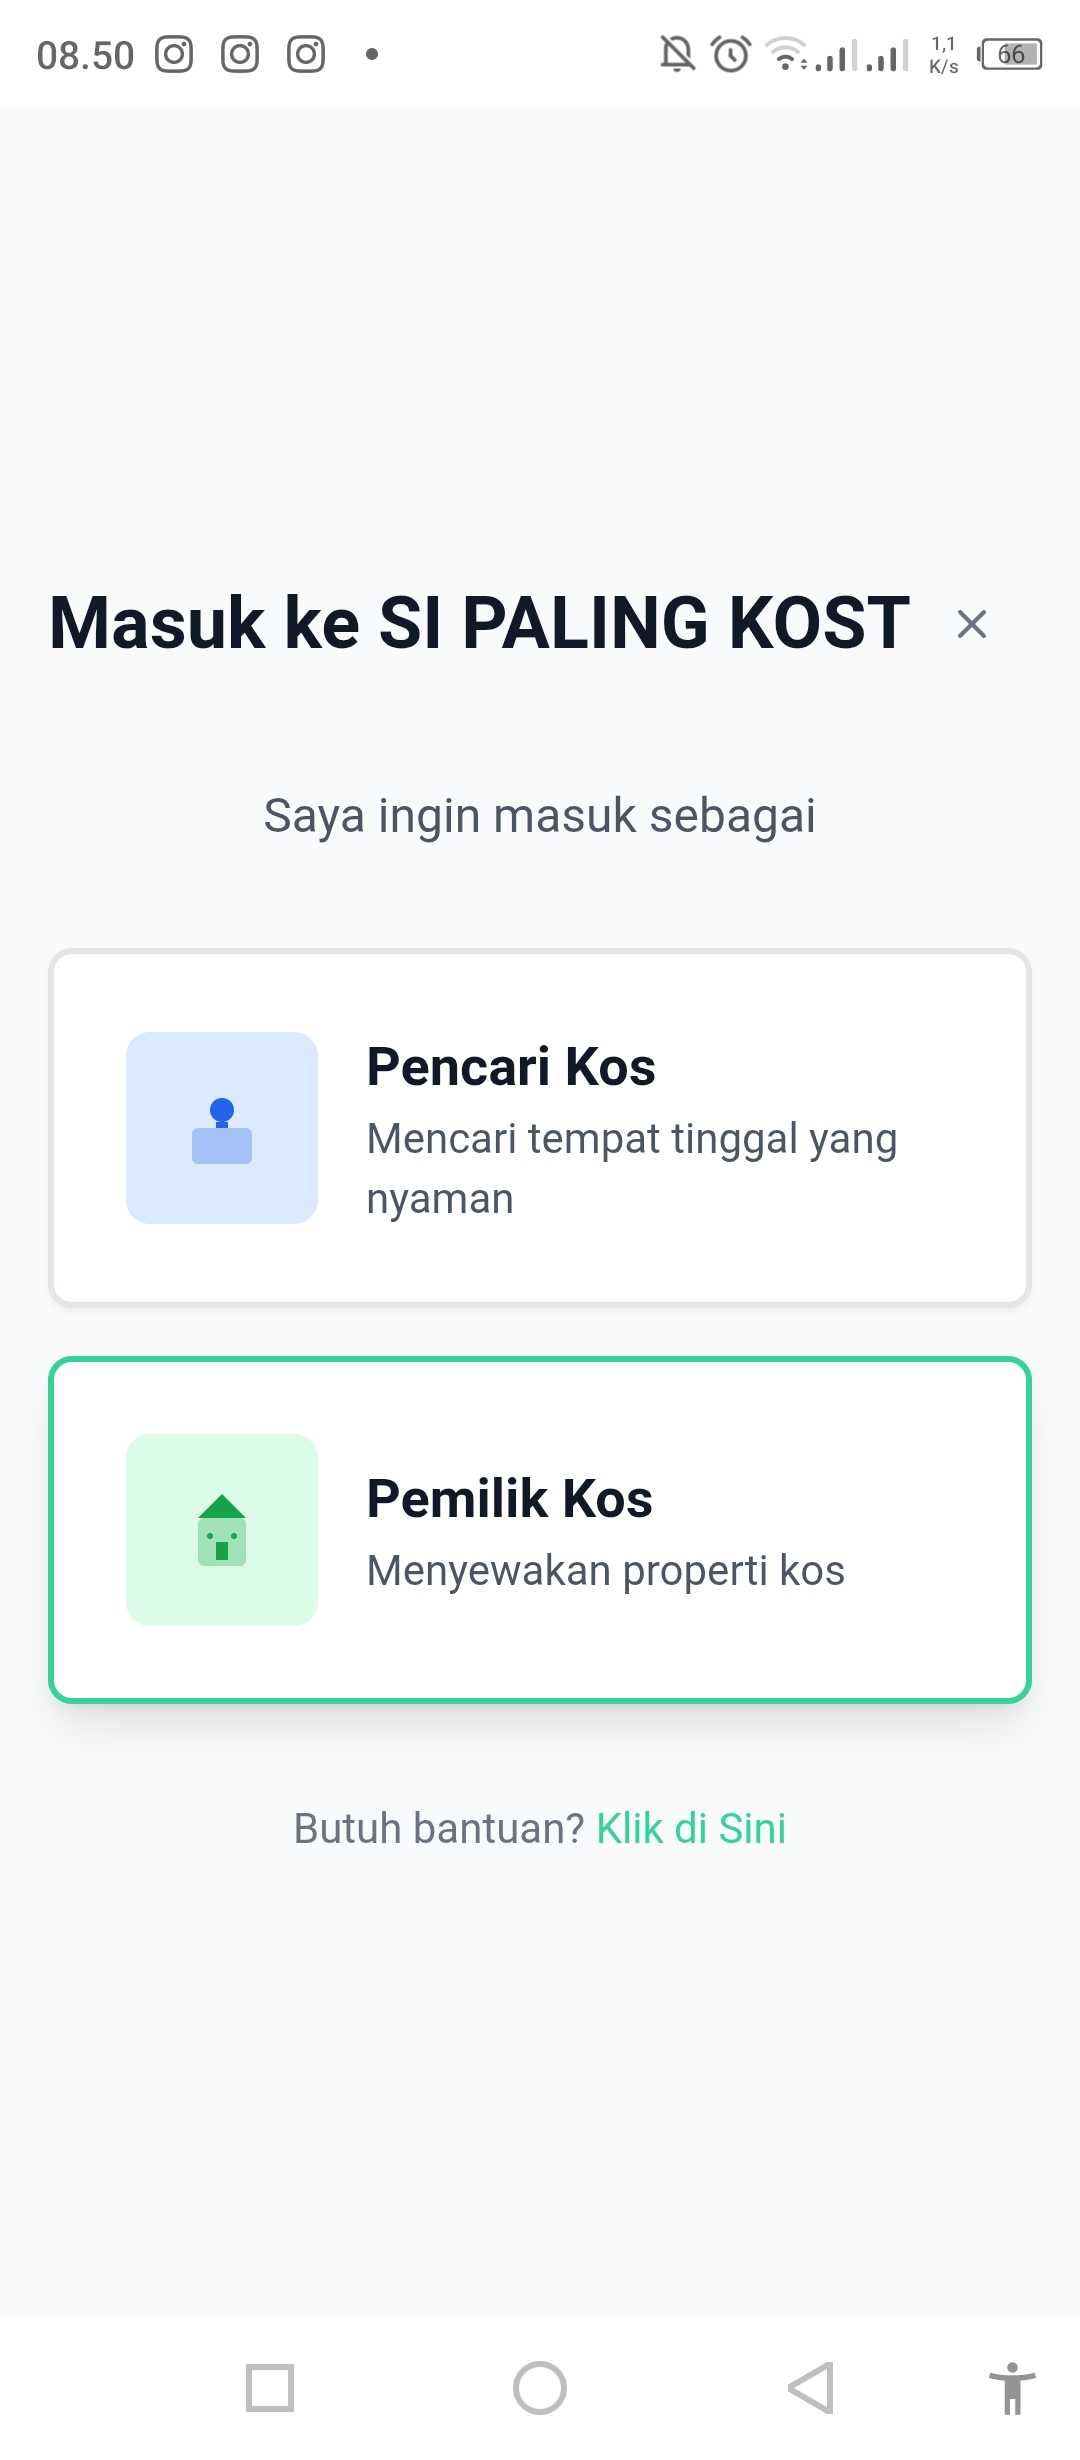 08.50
1,1
K/s
66
Masuk ke SI PALING KOST
Saya ingin masuk sebagai
Pencari Kos
Mencari tempat tinggal yang
nyaman
Pemilik Kos
Menyewakan properti kos
Butuh bantuan? Klik di Sini